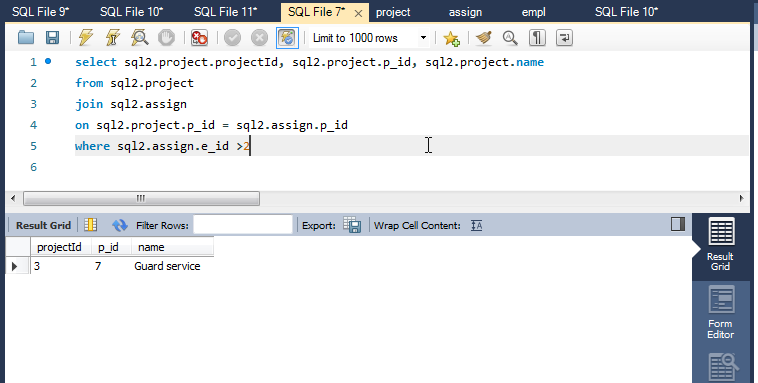 SQL File 9* SQL File 10* SQL File 11* SQL File 7* project assign empl SQL File 10*
Limit to 1000 rows
1 select sql2.project.projectId, sql2.project.p_id, sql2.project.name
2 from sql2.project
3 join sql2.assign
4 on sql2.project.p_id = sql2.assign.p_id
5 where sql2.assign.e_id >2
6
Result Grid Filter Rows: Export: Wrap Cell Content:
projectId p_id name
3 7 Guard service
Result
Grid
Form
Editor